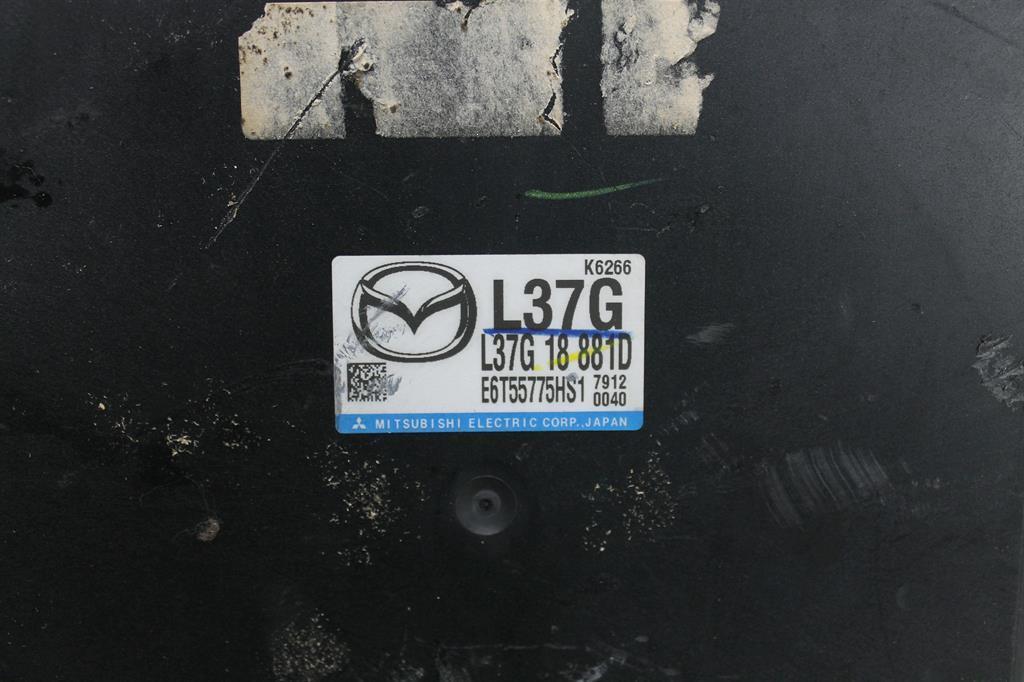 K6266
L37G
L37G 18 881D
E6T55775HS1 7912
0040
MITSUBISHI ELECTRIC CORP., JAPAN